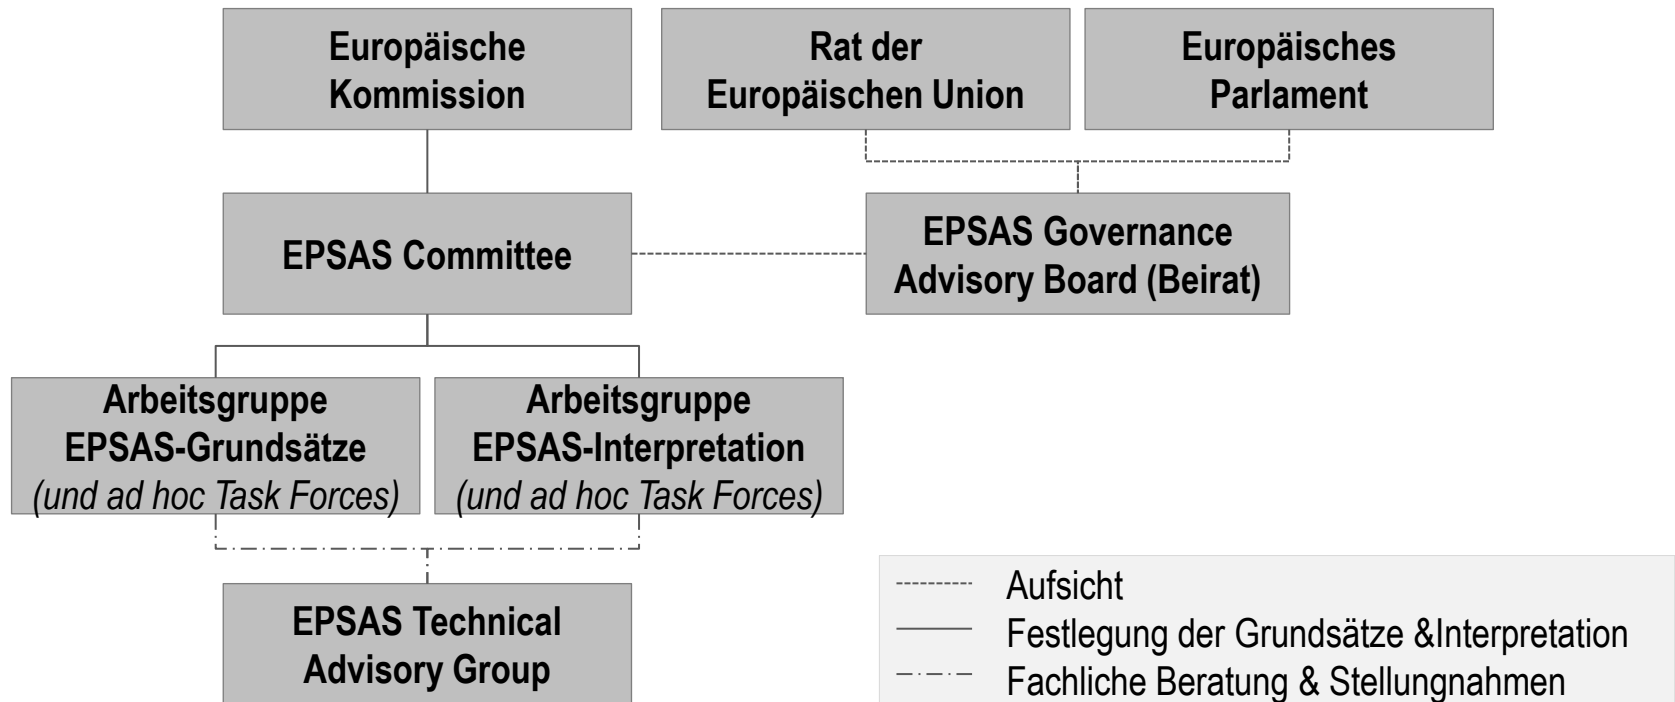 Europäische
Kommission
Rat der
Europäischen Union
Europäisches
Parlament
EPSAS Committee
EPSAS Governance
Advisory Board (Beirat)
Arbeitsgruppe
EPSAS-Grundsätze
(und ad hoc Task Forces)
Arbeitsgruppe
EPSAS-Interpretation
(und ad hoc Task Forces)
EPSAS Technical
Advisory Group
Aufsicht
Festlegung der Grundsätze &Interpretation
Fachliche Beratung & Stellungnahmen